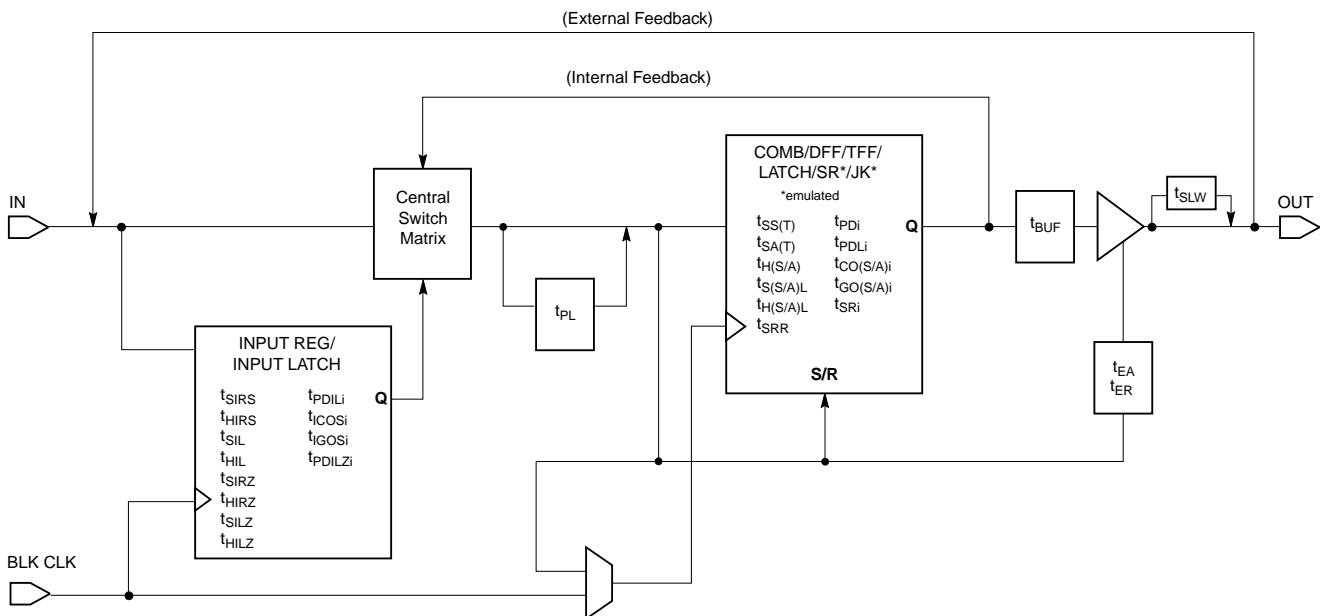 (External Feedback)
(Internal Feedback)
IN
Central
Switch
Matrix
COMB/DFF/TFF/
LATCH/SR*/JK*
*emulated
tSS(T) tPDi
tSA(T) tPDLi
tH(S/A) tCO(S/A)i
tS(S/A)L tGO(S/A)i
tH(S/A)L tSRi
tSRR
Q
S/R
tPL
tBUF
tSLW
OUT
tEA
tER
INPUT REG/
INPUT LATCH
tSIRS tPDILi
tHIRS tICOSi
tSIL tIGOSi
tHIL tPDILZi
tSIRZ
tHIRZ
tSILZ
tHILZ
Q
BLK CLK